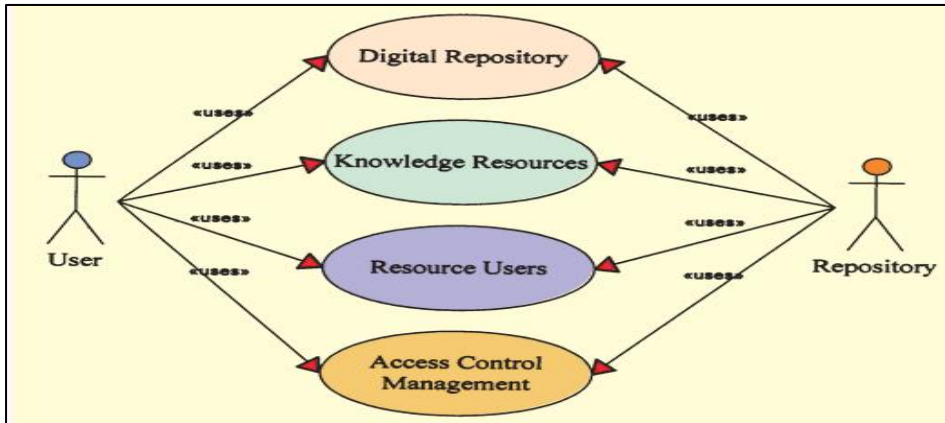 Digital Repository
«uses»
«uses»
Knowledge Resources
«uses»
«uses»
«uses»
«uses»
User
Resource Users
Repository
«uses»
«uses»
Access Control
Management